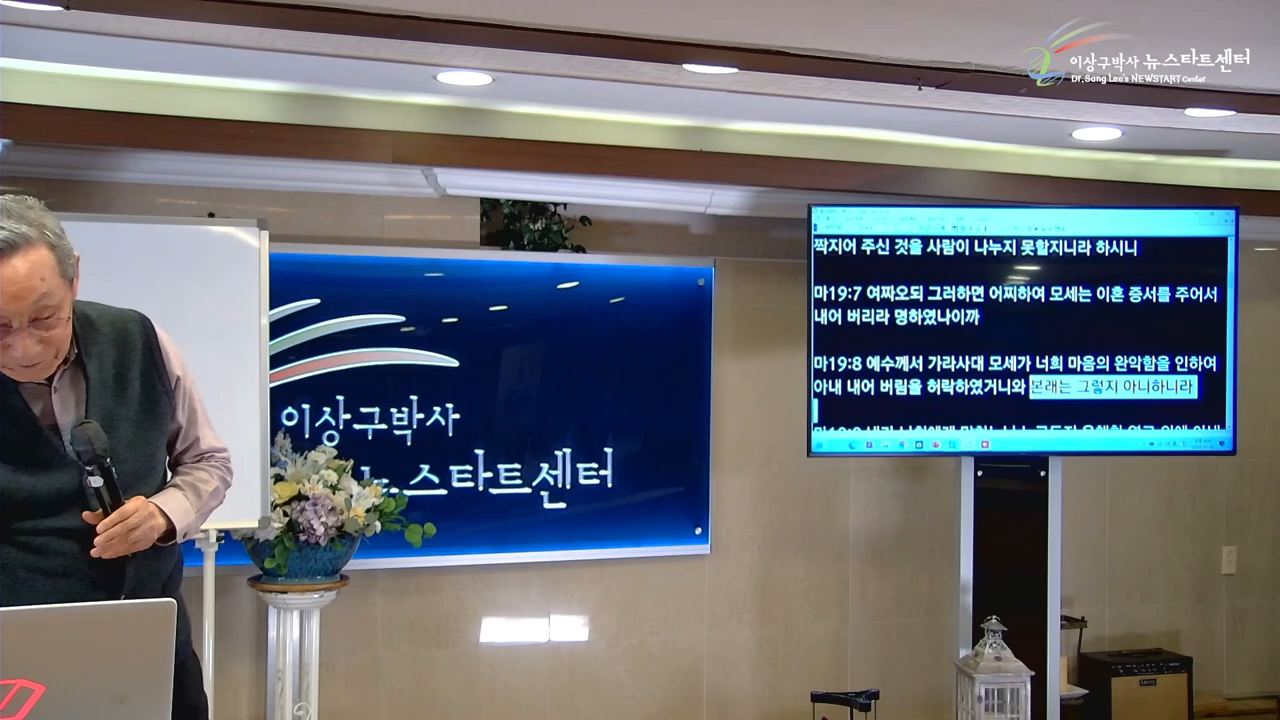 이상구박사 뉴스타트센터
Dr. Sang Lee's NEWSTART Center
짝지어 주신 것을 사람이 나누지 못할지니라 하시니
마19:7 여짜오되 그러하면 어찌하여 모세는 이혼 증서를 주어서
내어 버리라 명하였나이까
마19:8 예수께서 가라사대 모세가 너희 마음의 완악함을 인하여
아내 내어 버림을 허락하였거니와 본래는 그렇지 아니하니라
이상구박사
뉴스타트센터